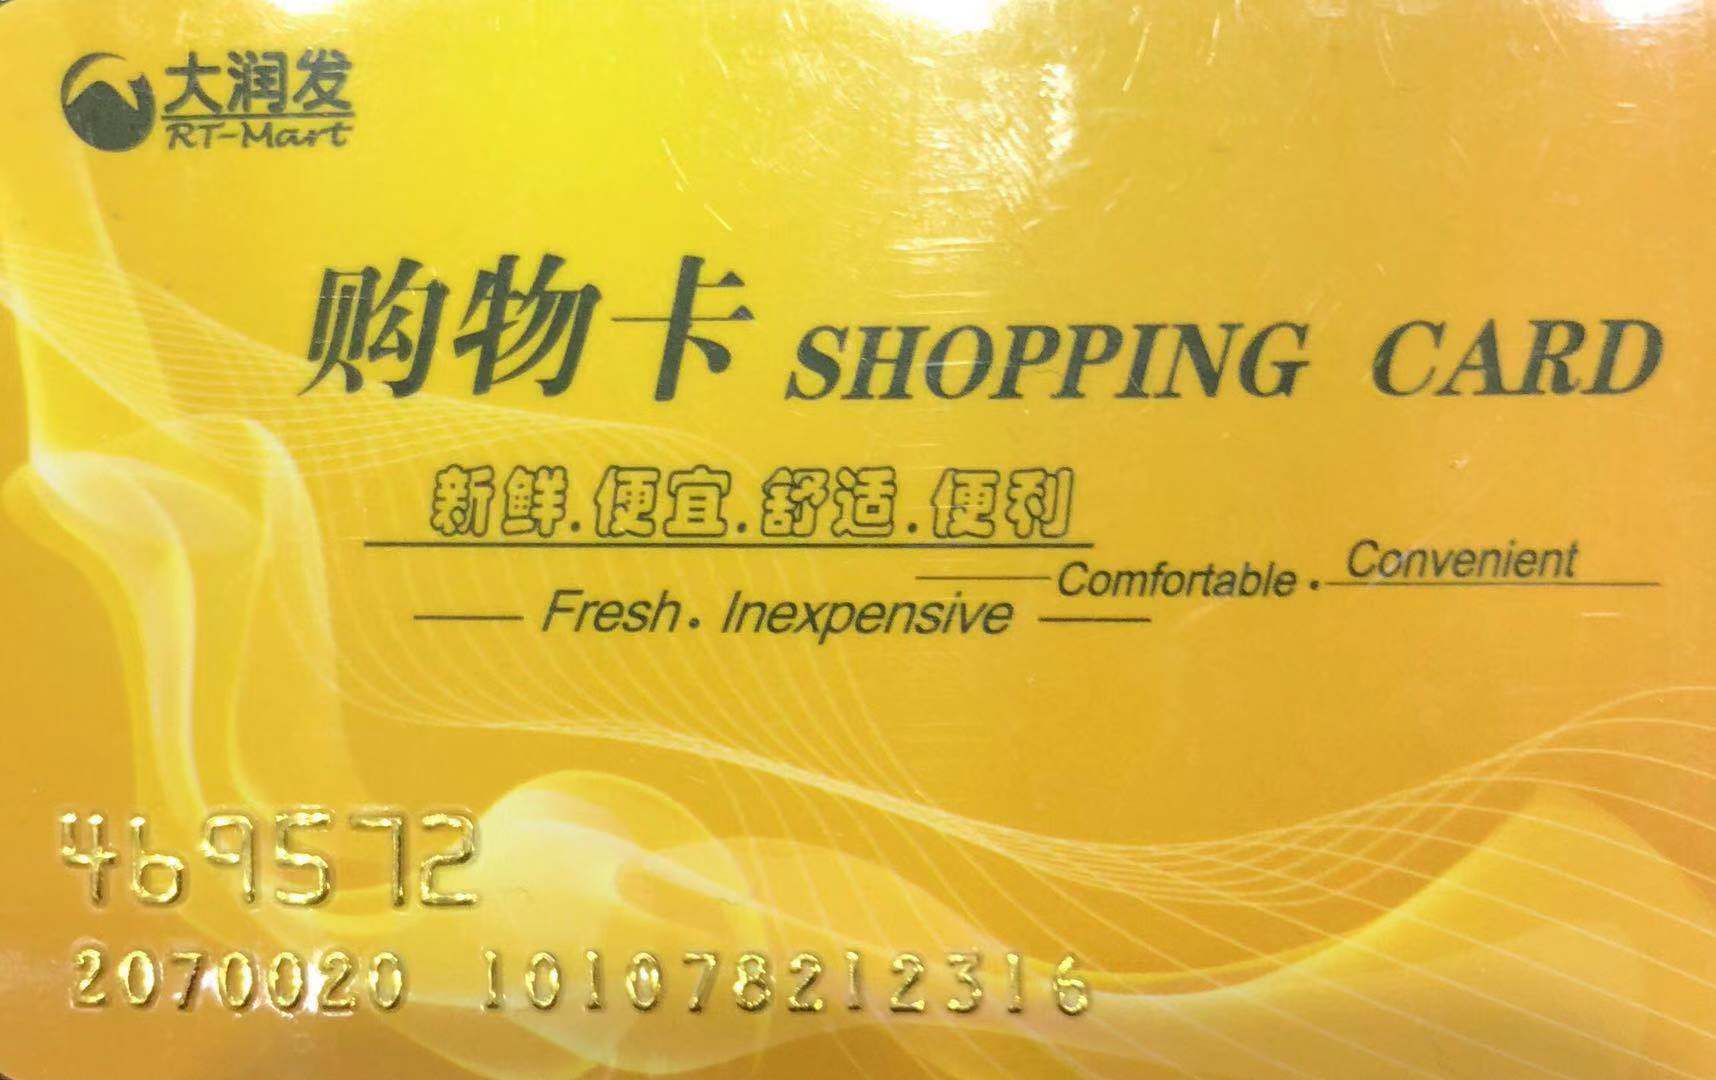 大润发
RT-Mart
购物卡 SHOPPING CARD
新鲜.便宜.舒适.便利
Fresh. Inexpensive Comfortable. Convenient
469572
2070020 101078212316